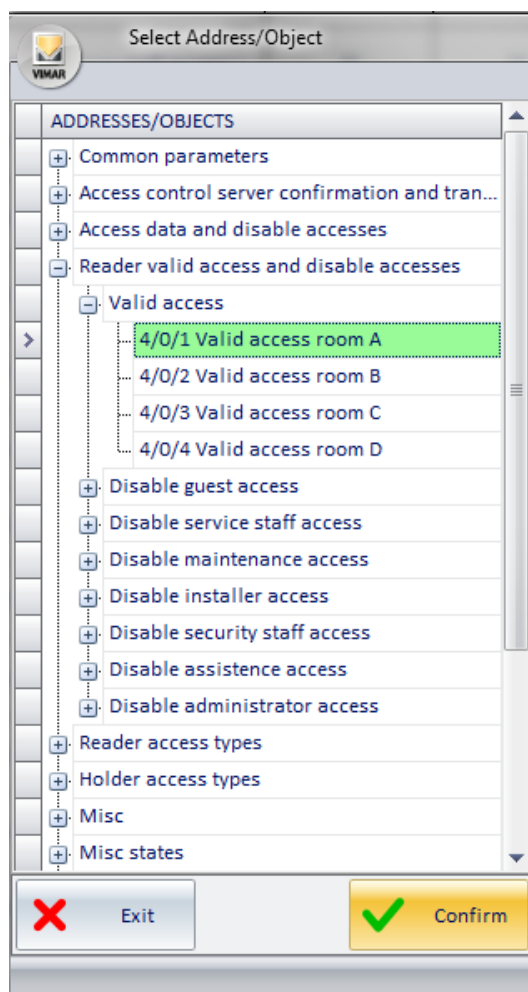 Select Address/Object
VIMAR
ADDRESSES/OBJECTS
Common parameters
Access control server confirmation and tran...
Access data and disable accesses
Reader valid access and disable accesses
Valid access
4/0/1 Valid access room A
4/0/2 Valid access room B
4/0/3 Valid access room C
4/0/4 Valid access room D
Disable guest access
Disable service staff access
Disable maintenance access
Disable installer access
Disable security staff access
Disable assistence access
Disable administrator access
Reader access types
Holder access types
Misc
Misc states
Exit
Confirm